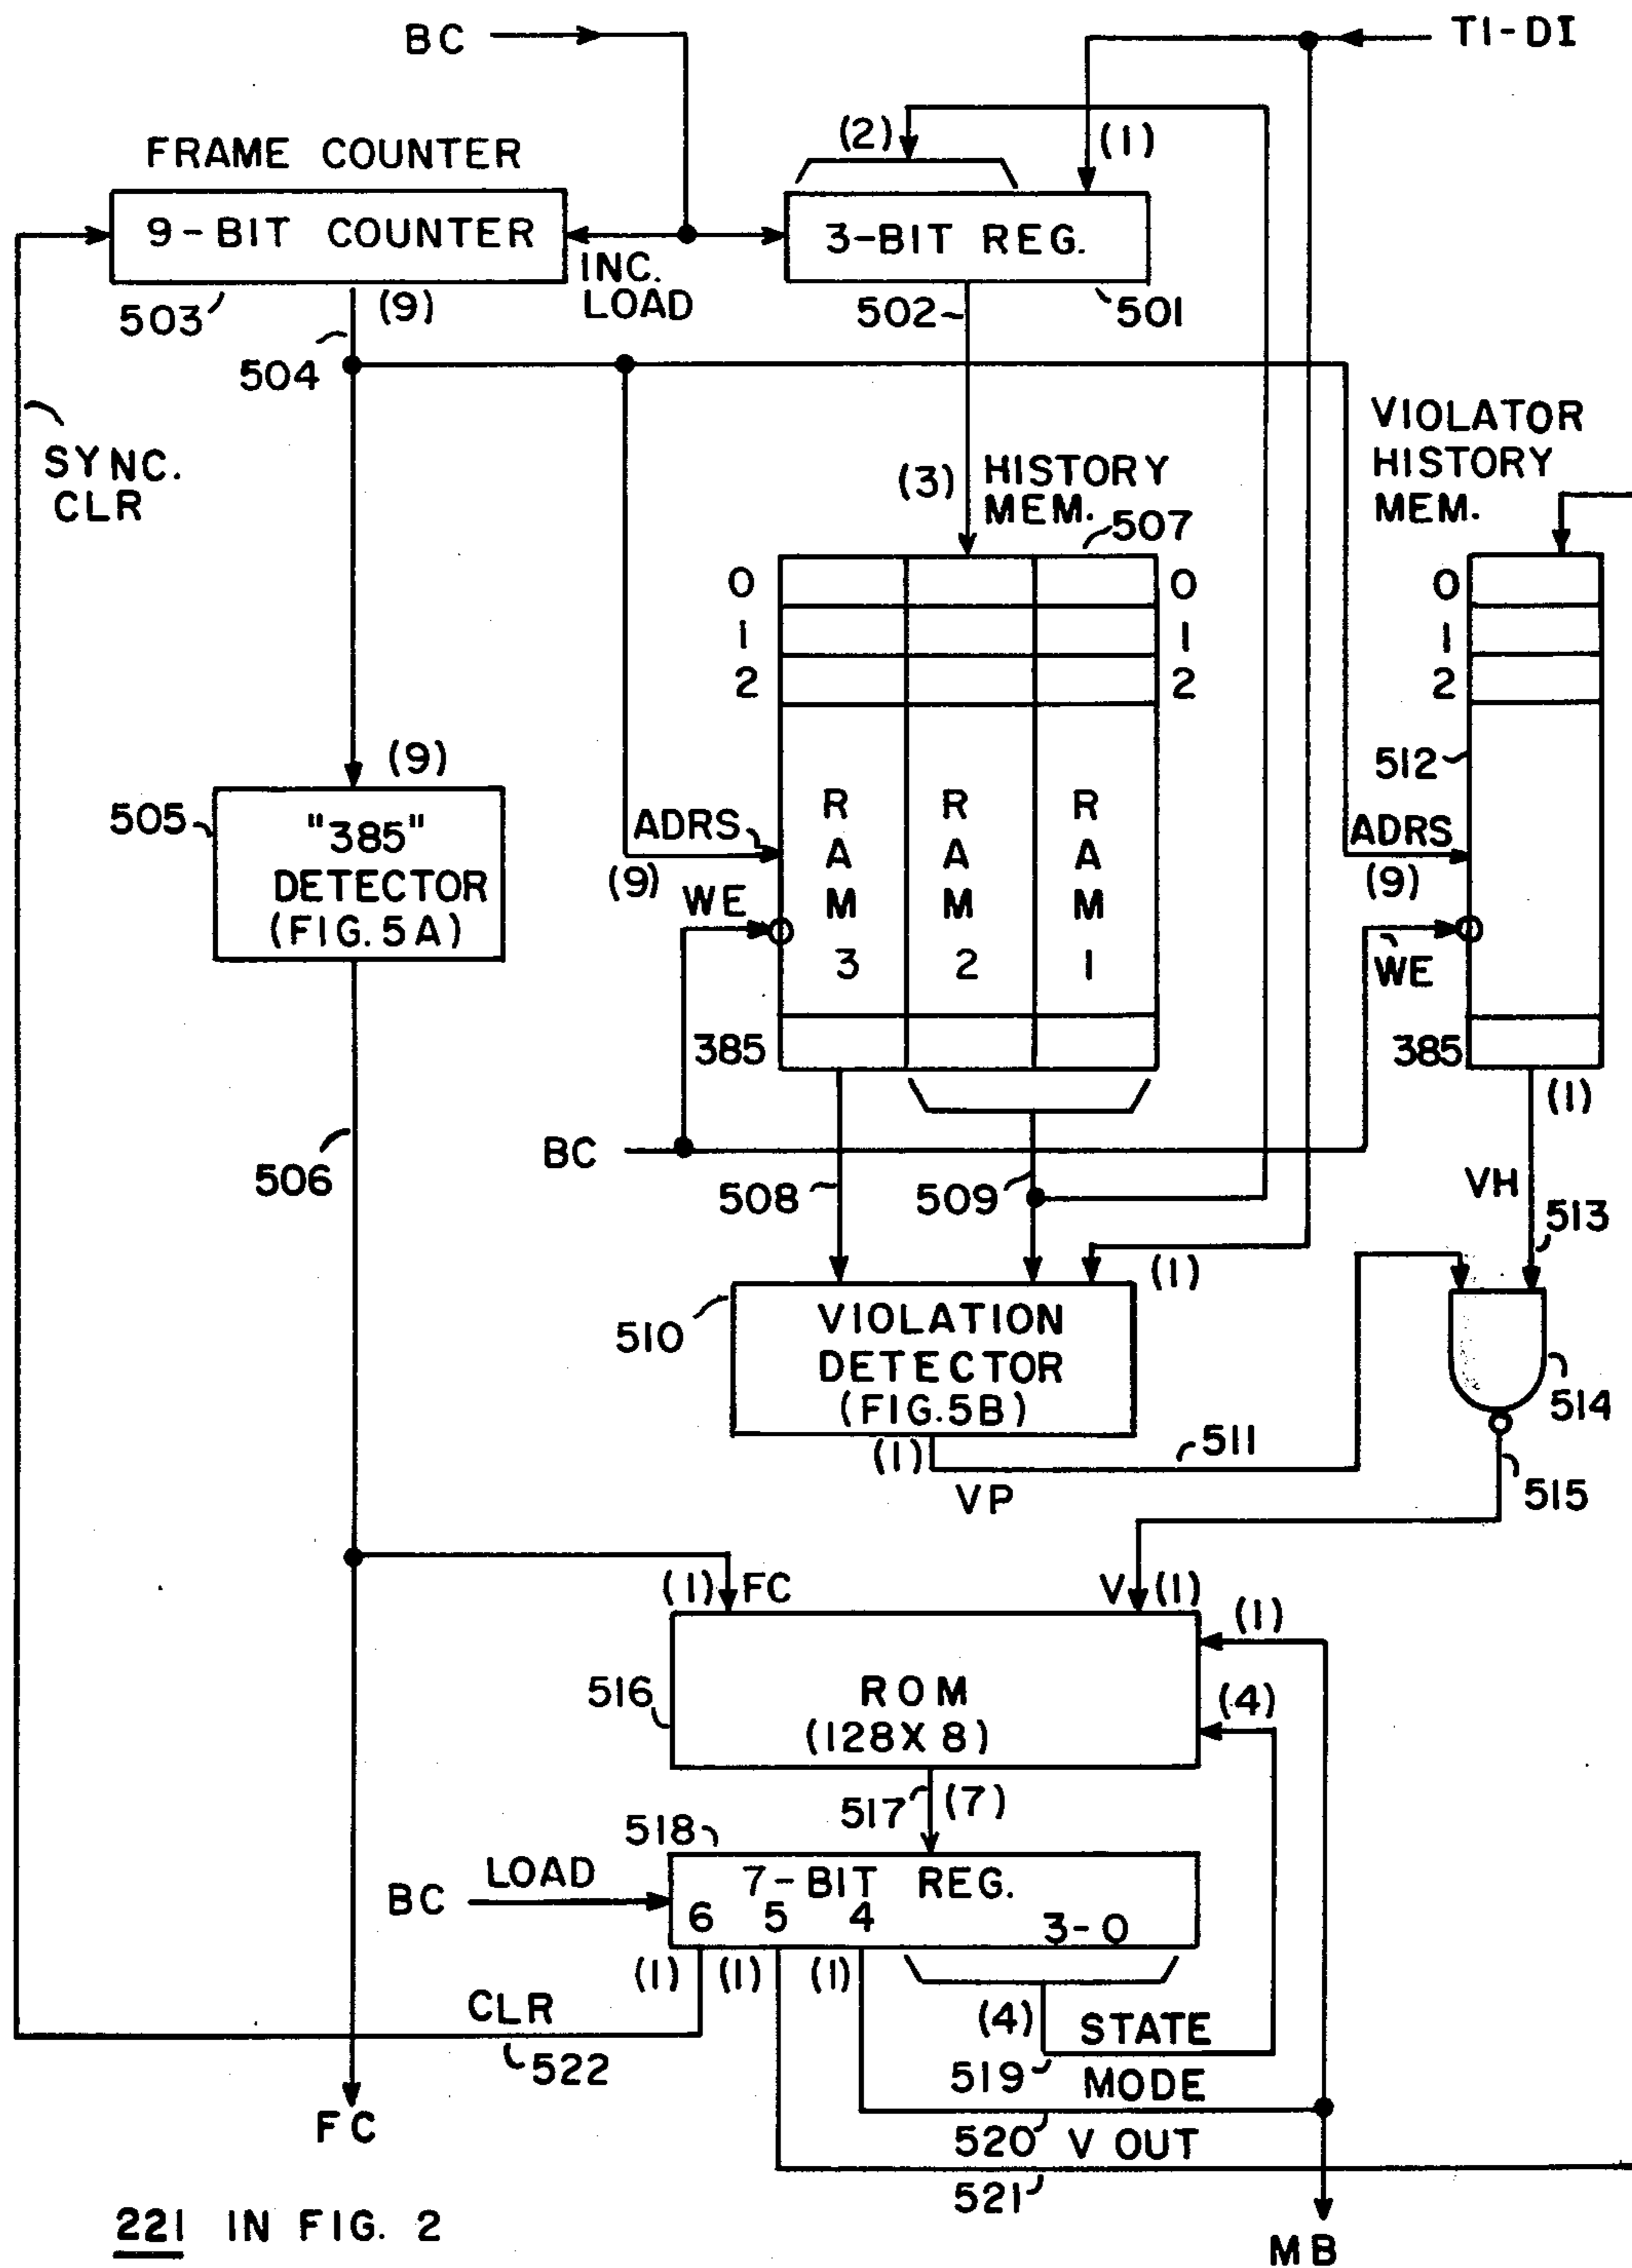 BC
T1-DI
FRAME COUNTER
9-BIT COUNTER
INC.
LOAD
(2)
(1)
3-BIT REG.
503
(9)
502
501
504
SYNC.
CLR
(3)
HISTORY
MEM.
507
VIOLATOR
HISTORY
MEM.
0
1
2
0
1
2
0
1
2
512
(9)
505
"385"
DETECTOR
(FIG. 5A)
ADRS
(9)
WE
RAM 3
RAM 2
RAM 1
385
ADRS
(9)
WE
385
(1)
BC
506
508
509
VH
513
(1)
510
VIOLATION
DETECTOR
(FIG. 5B)
(1)
511
VP
514
515
(1) FC
V (1)
(1)
516
ROM
(128X8)
(4)
517
(7)
518
BC
LOAD
7-BIT REG.
6 5 4 3-0
(1) (1) (1)
CLR
522
(4)
STATE
519
MODE
520
V OUT
521
FC
MB
221 IN FIG. 2